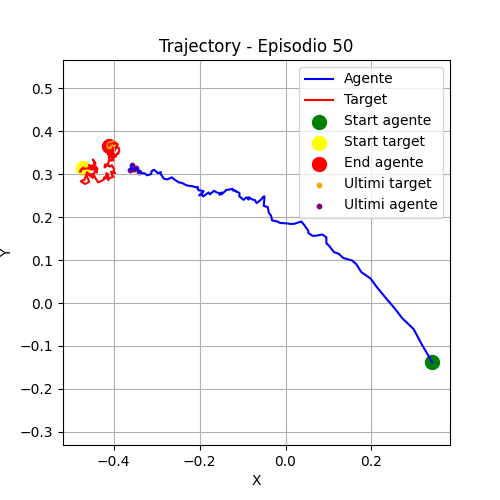 Trajectory - Episodio 50
Agente
Target
Start agente
Start target
End agente
Ultimi target
Ultimi agente
Y
0.5
0.4
0.3
0.2
0.1
0.0
−0.1
−0.2
−0.3
−0.4 −0.2 0.0 0.2
X